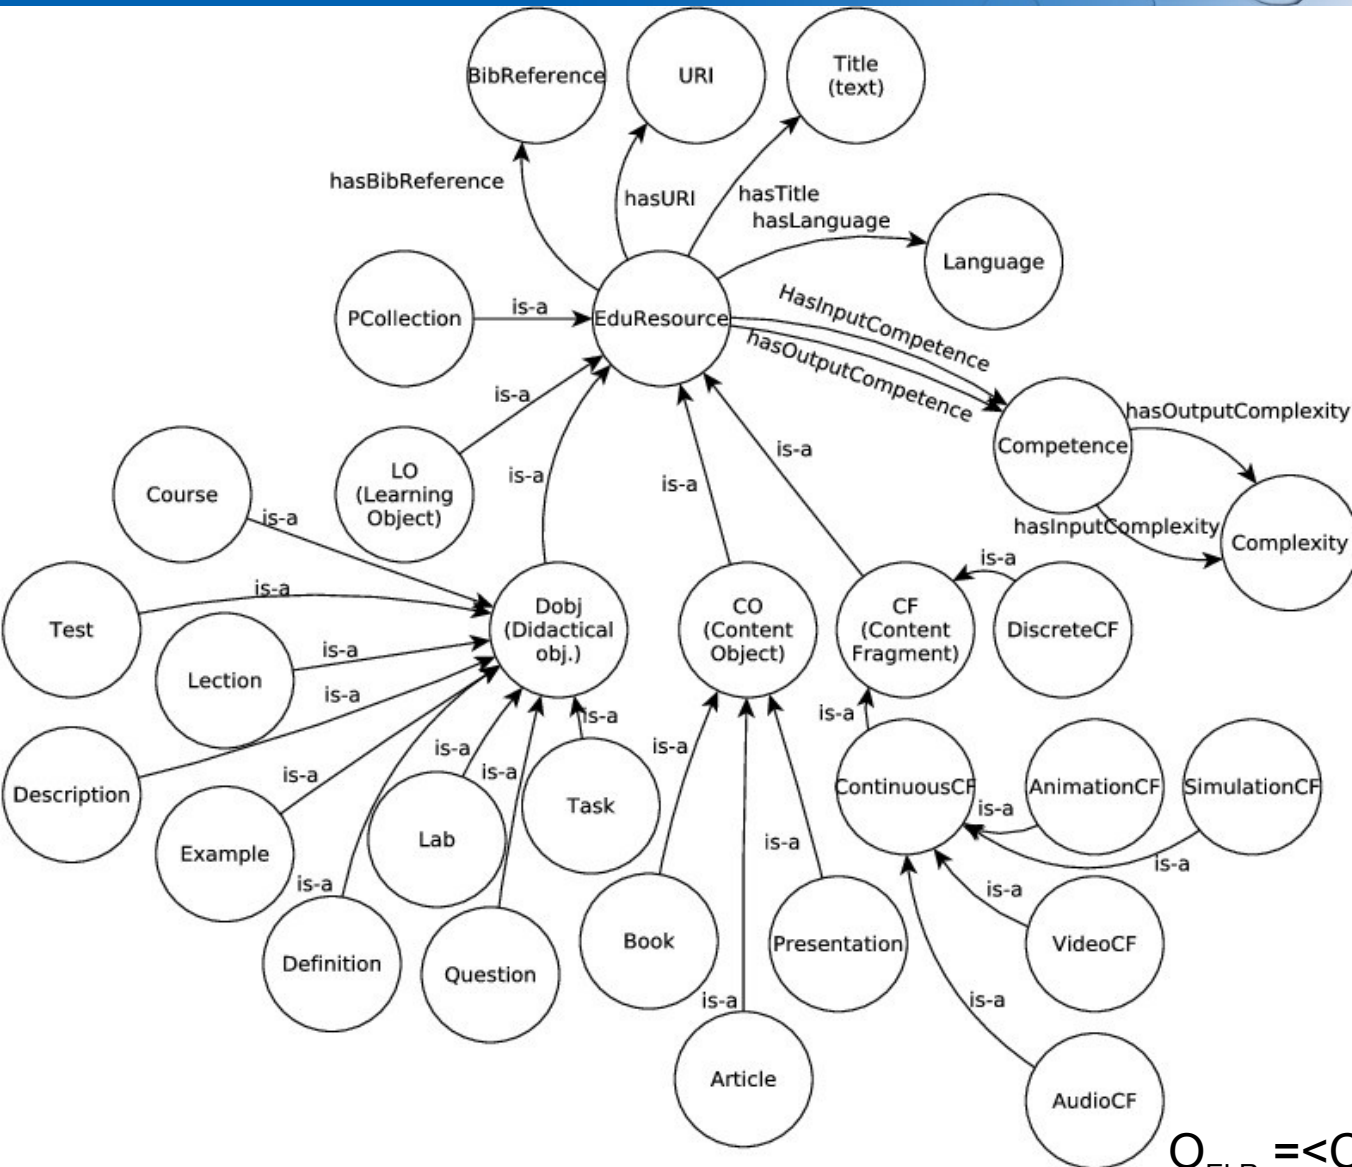 BibReference
URI
Title
(text)
hasBibReference
hasURI
hasTitle
hasLanguage
Language
PCollection
is-a
EduResource
HasInputCompetence
hasOutputCompetence
is-a
LO
(Learning
Object)
is-a
is-a
is-a
Competence
hasOutputComplexity
hasInputComplexity
Complexity
Course
is-a
Test
is-a
Lection
is-a
Dobj
(Didactical
obj.)
CO
(Content
Object)
CF
(Content
Fragment)
is-a
DiscreteCF
Description
is-a
Example
is-a
is-a
Definition
Lab
is-a
is-a
Question
is-a
Task
is-a
Book
is-a
Article
is-a
Presentation
is-a
ContinuousCF
AnimationCF
SimulationCF
is-a
is-a
is-a
VideoCF
is-a
AudioCF